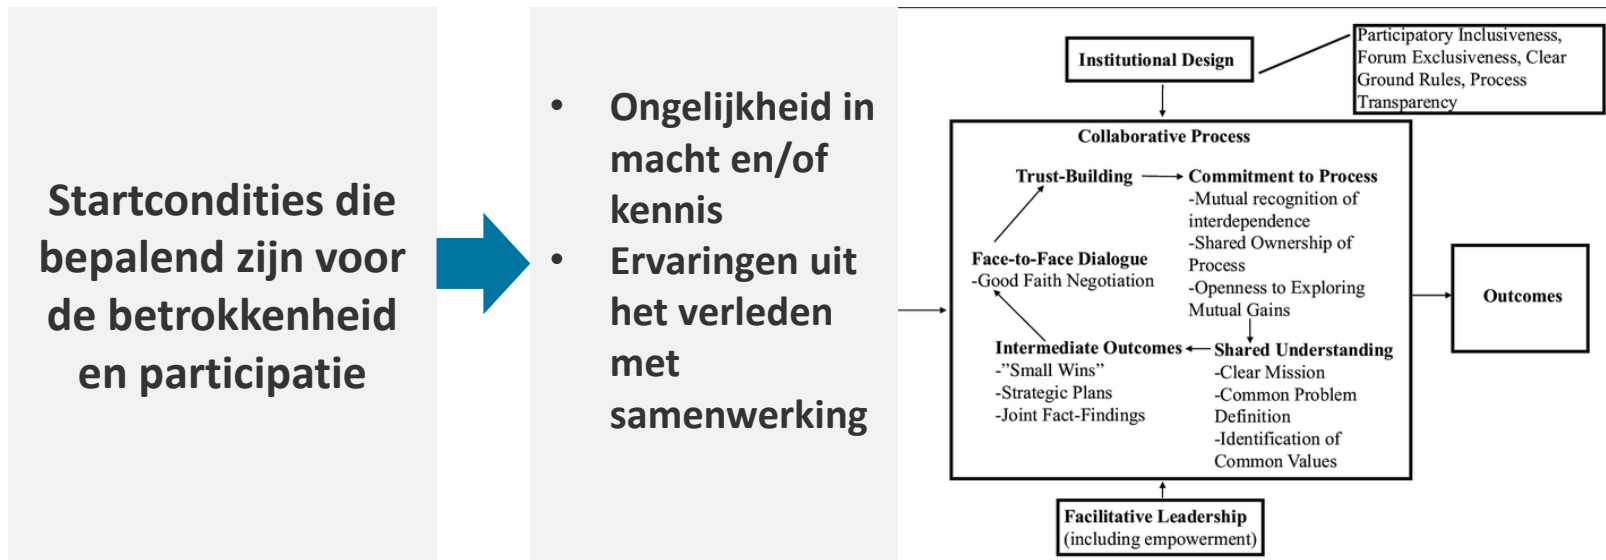 Startcondities die
bepalend zijn voor
de betrokkenheid
en participatie
• Ongelijkheid in
macht en/of
kennis
• Ervaringen uit
het verleden
met
samenwerking
Institutional Design
Participatory Inclusiveness,
Forum Exclusiveness, Clear
Ground Rules, Process
Transparency
Collaborative Process
Trust-Building
Commitment to Process
-Mutual recognition of
interdependence
-Shared Ownership of
Process
-Openness to Exploring
Mutual Gains
Face-to-Face Dialogue
-Good Faith Negotiation
Intermediate Outcomes
-”Small Wins”
-Strategic Plans
-Joint Fact-Findings
Shared Understanding
-Clear Mission
-Common Problem
Definition
-Identification of
Common Values
Outcomes
Facilitative Leadership
(including empowerment)